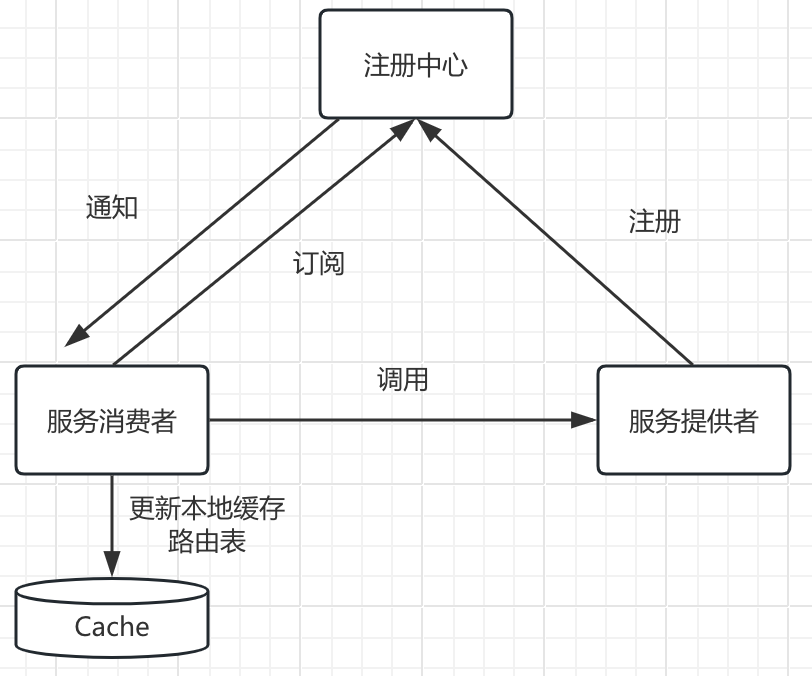 注册中心
通知
注册
订阅
调用
服务消费者
服务提供者
更新本地缓存
路由表
Cache